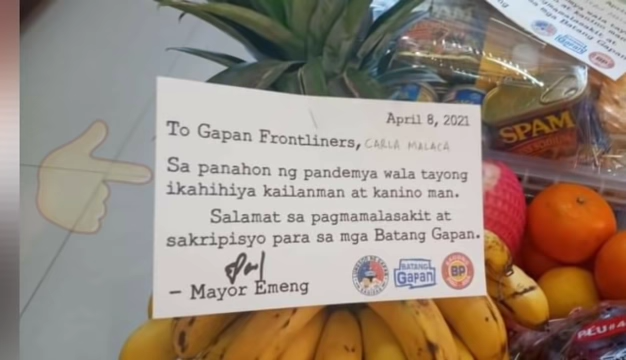 April 8, 2021
To Gapan Frontliners, CARLA MALACA
Sa panahon ng pandemya wala tayong
ikahihiya kailanman at kanino man.
Salamat sa pagmamalasakit at
sakripisyo para sa mga Batang Gapan.
— Mayor Emeng
BATANG
Gapan
BP
SPAM